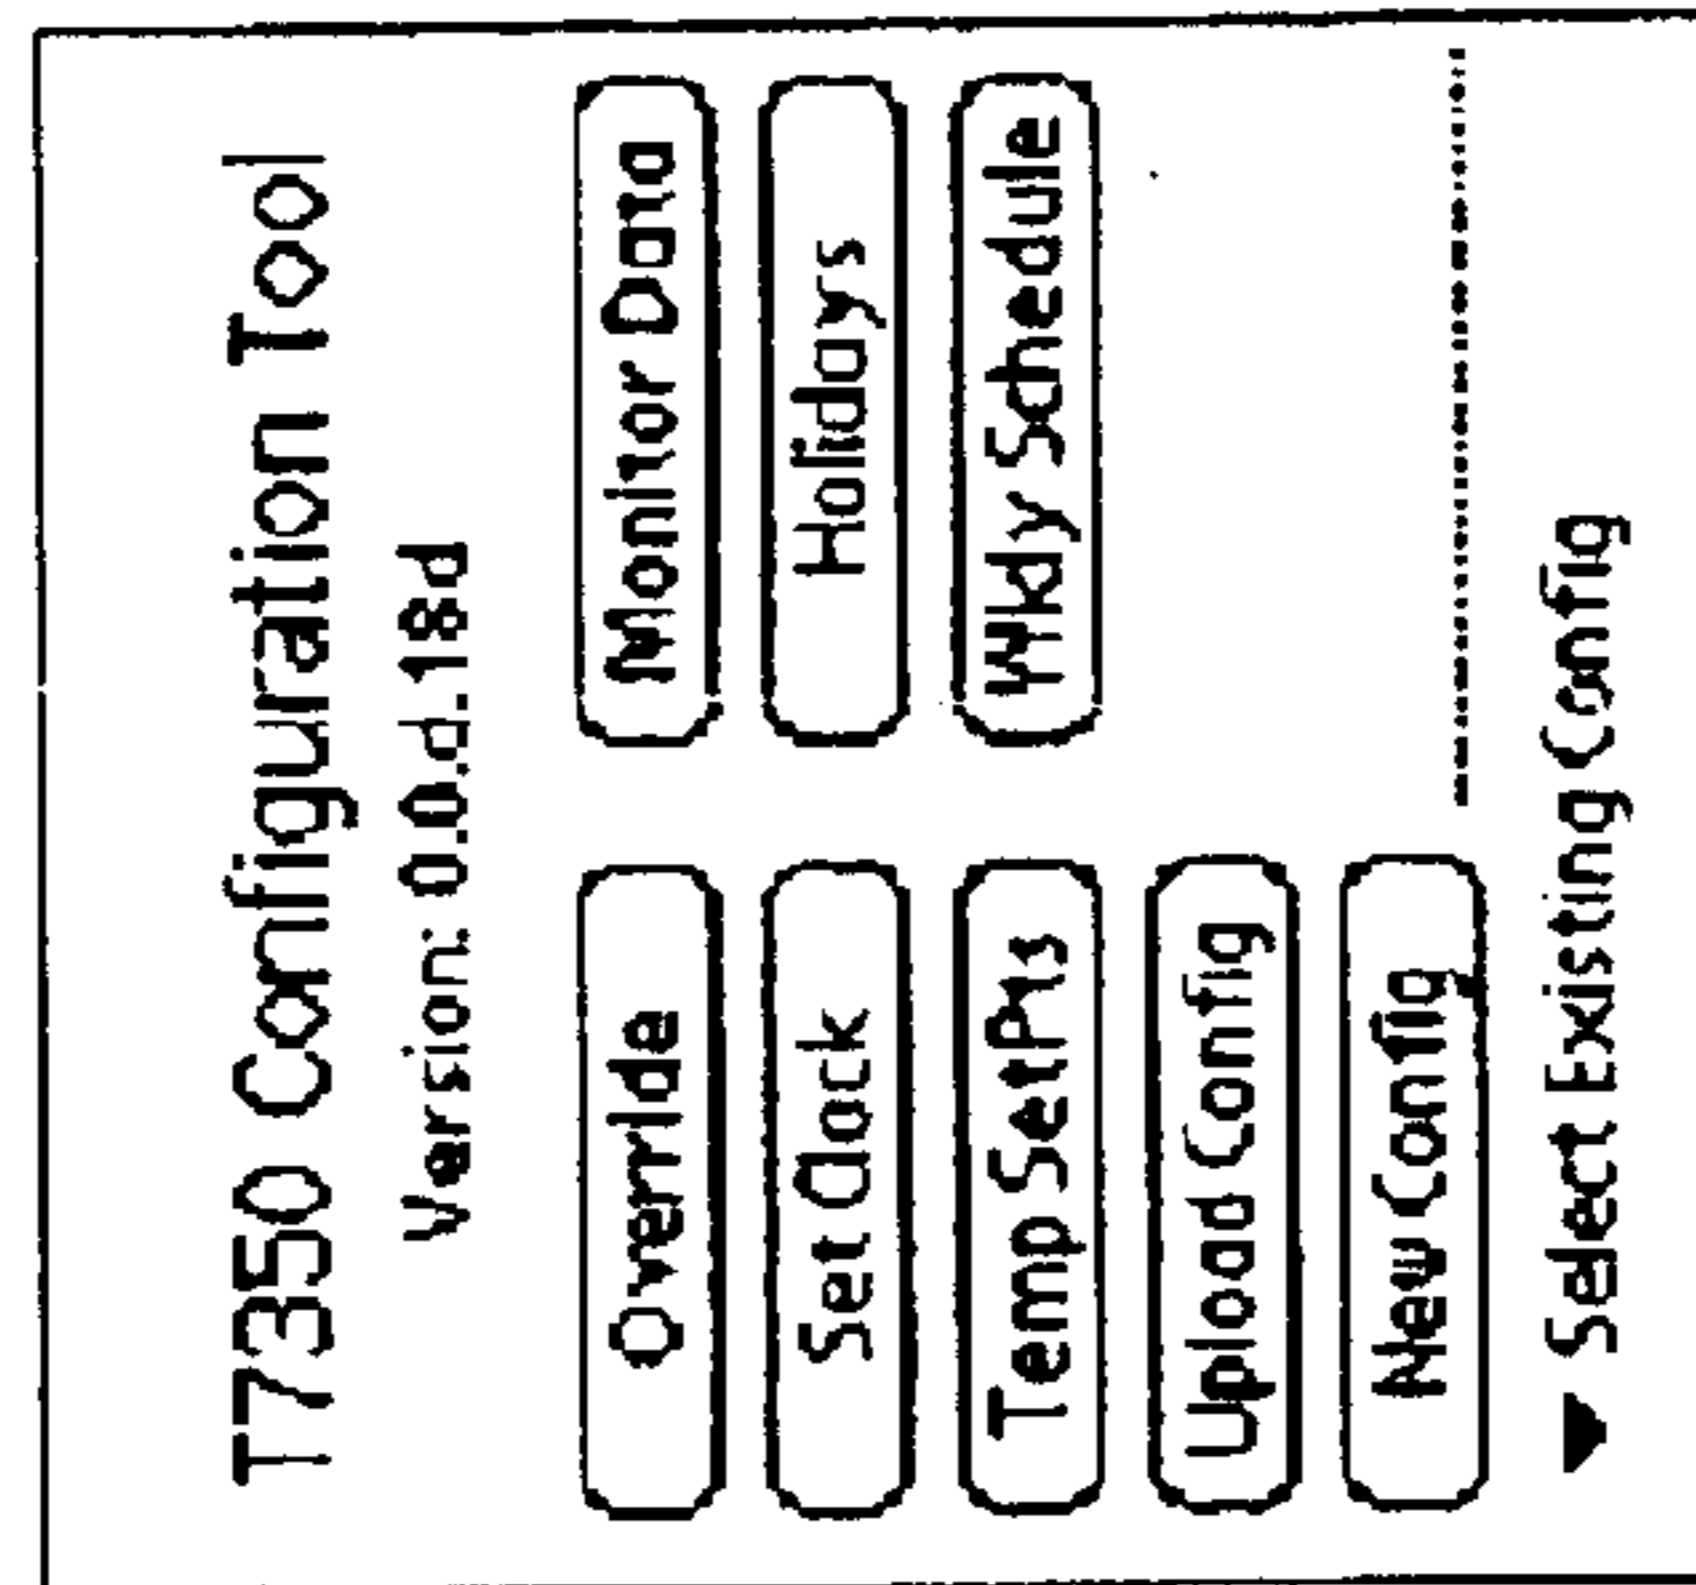 T7350 Configuration Tool
Version: 0.0.d.18d
Override Monitor Data
Set Clock Holidays
Temp SetPts Wkly Schedule
Upload Config
New Config
Select Existing Config